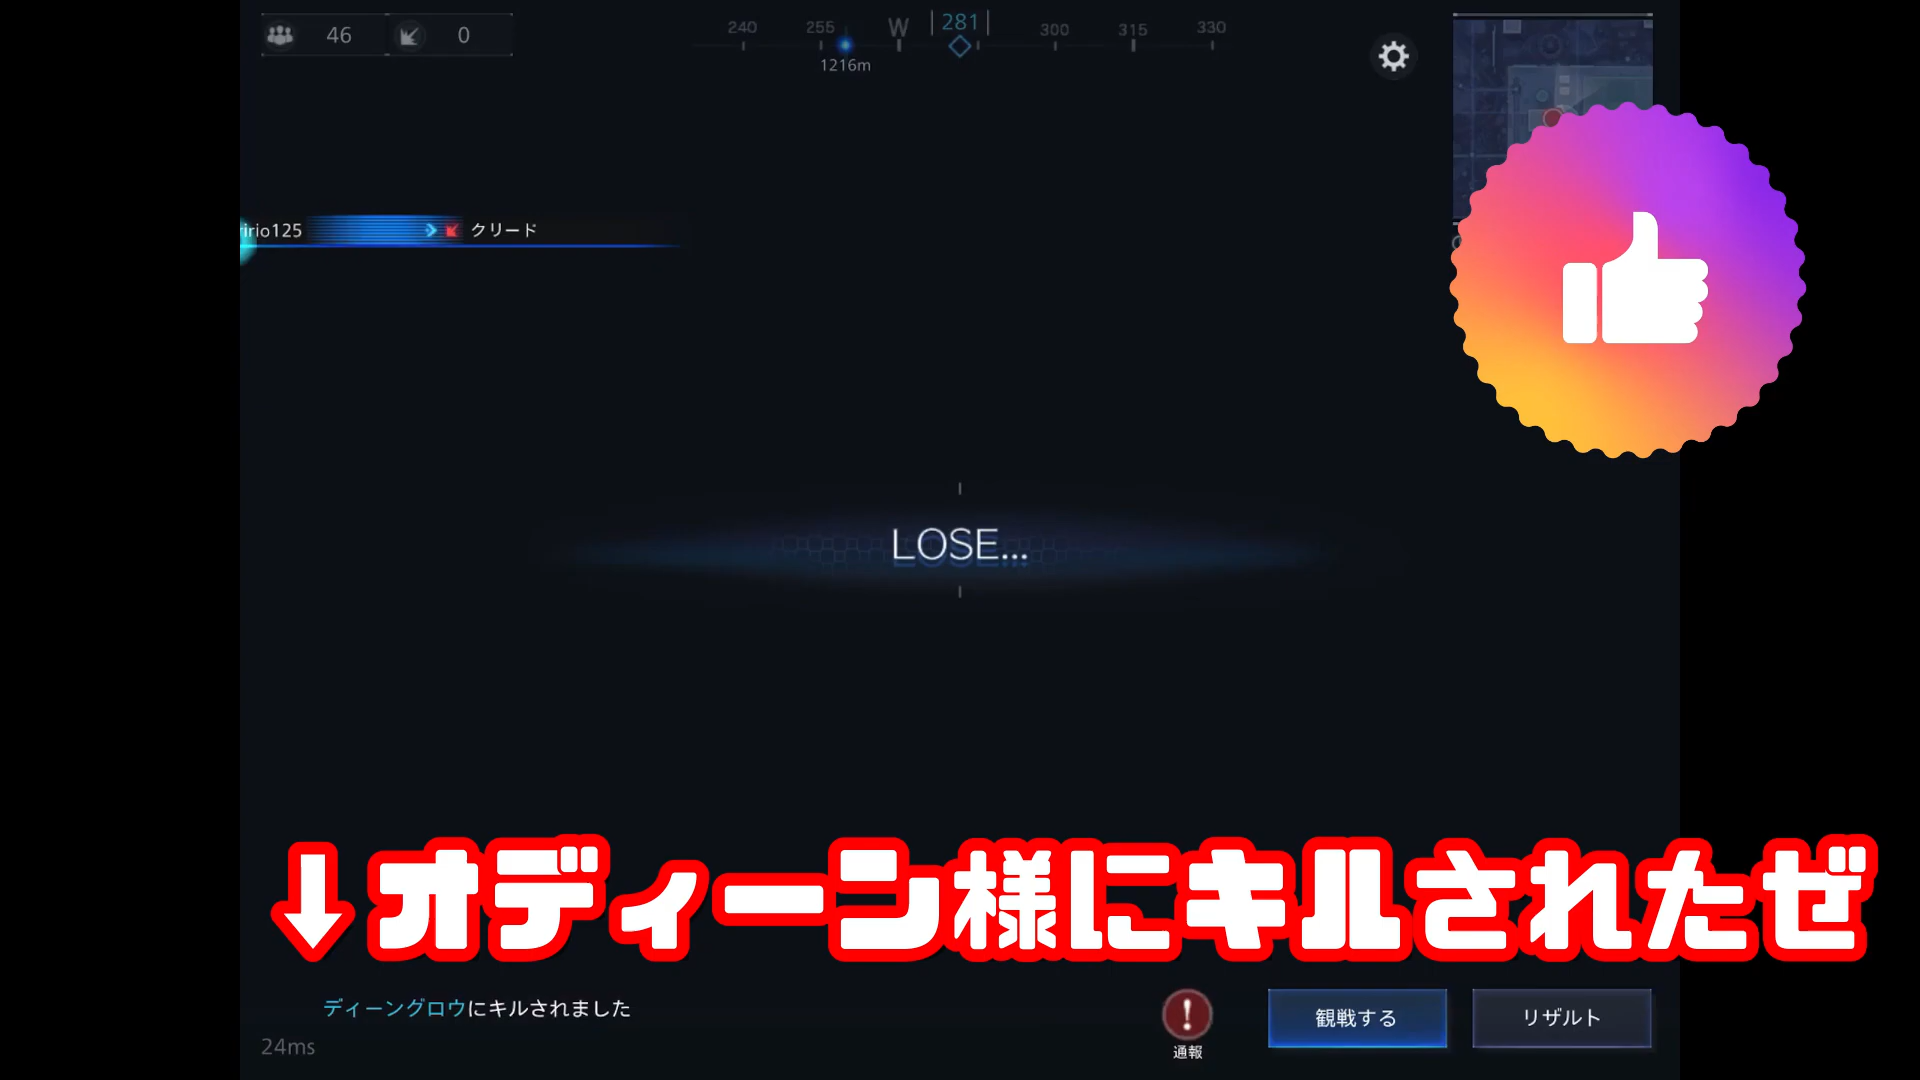 46 0
240 255 W 281 300 315 330
1216m
ririo125 クリード
LOSE...
↓オディーン様にキルされたぜ
ディーングロウにキルされました
観戦する
リザルト
通報
24ms